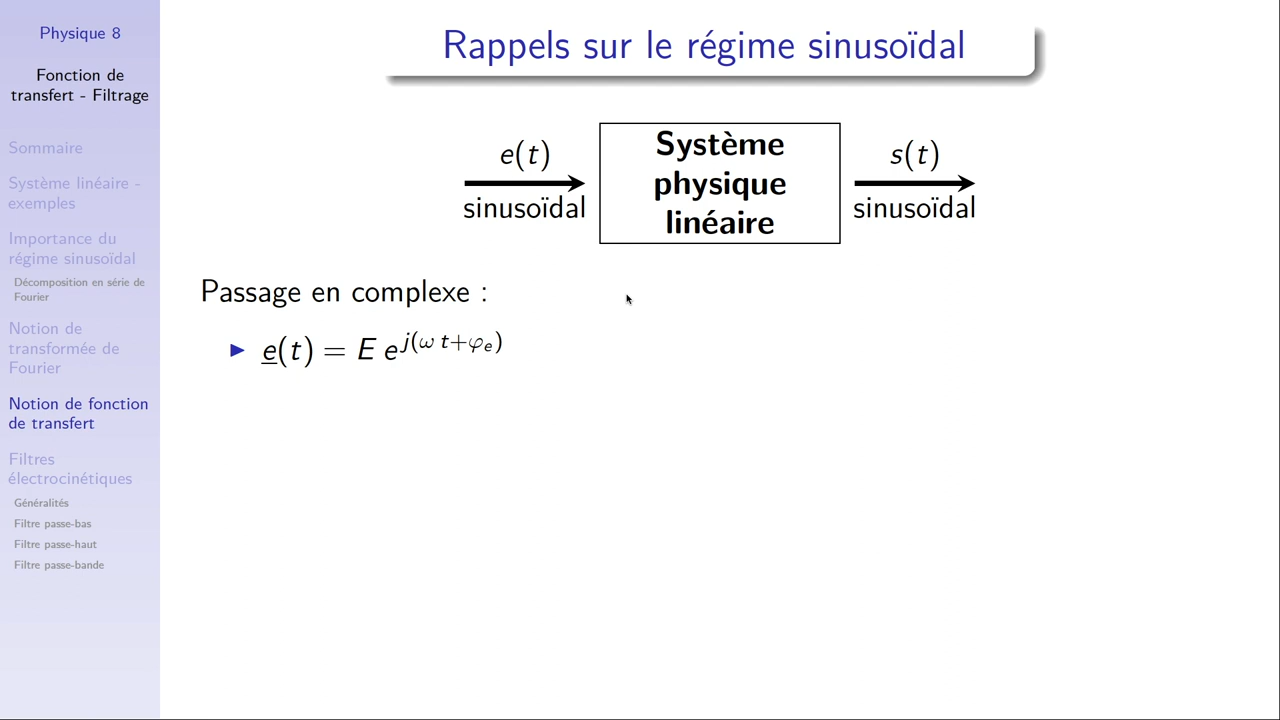 Physique 8
Fonction de
transfert - Filtrage
Sommaire
Système linéaire -
exemples
Importance du
régime sinusoïdal
Décomposition en série de
Fourier
Notion de
transformée de
Fourier
Notion de fonction
de transfert
Filtres
électrocinétiques
Généralités
Filtre passe-bas
Filtre passe-haut
Filtre passe-bande
Rappels sur le régime sinusoïdal
e(t)
sinusoïdal
Système
physique
linéaire
s(t)
sinusoïdal
Passage en complexe :
▶ e̲(t) = E e^{j(ω t+φ_e)}